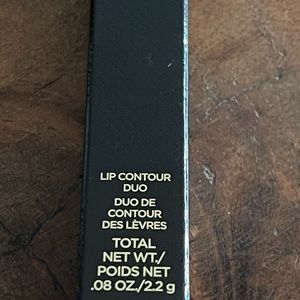 LIP CONTOUR
DUO
DUO DE
CONTOUR
DES LÈVRES
TOTAL
NET WT./
POIDS NET
.08 OZ./2.2 g